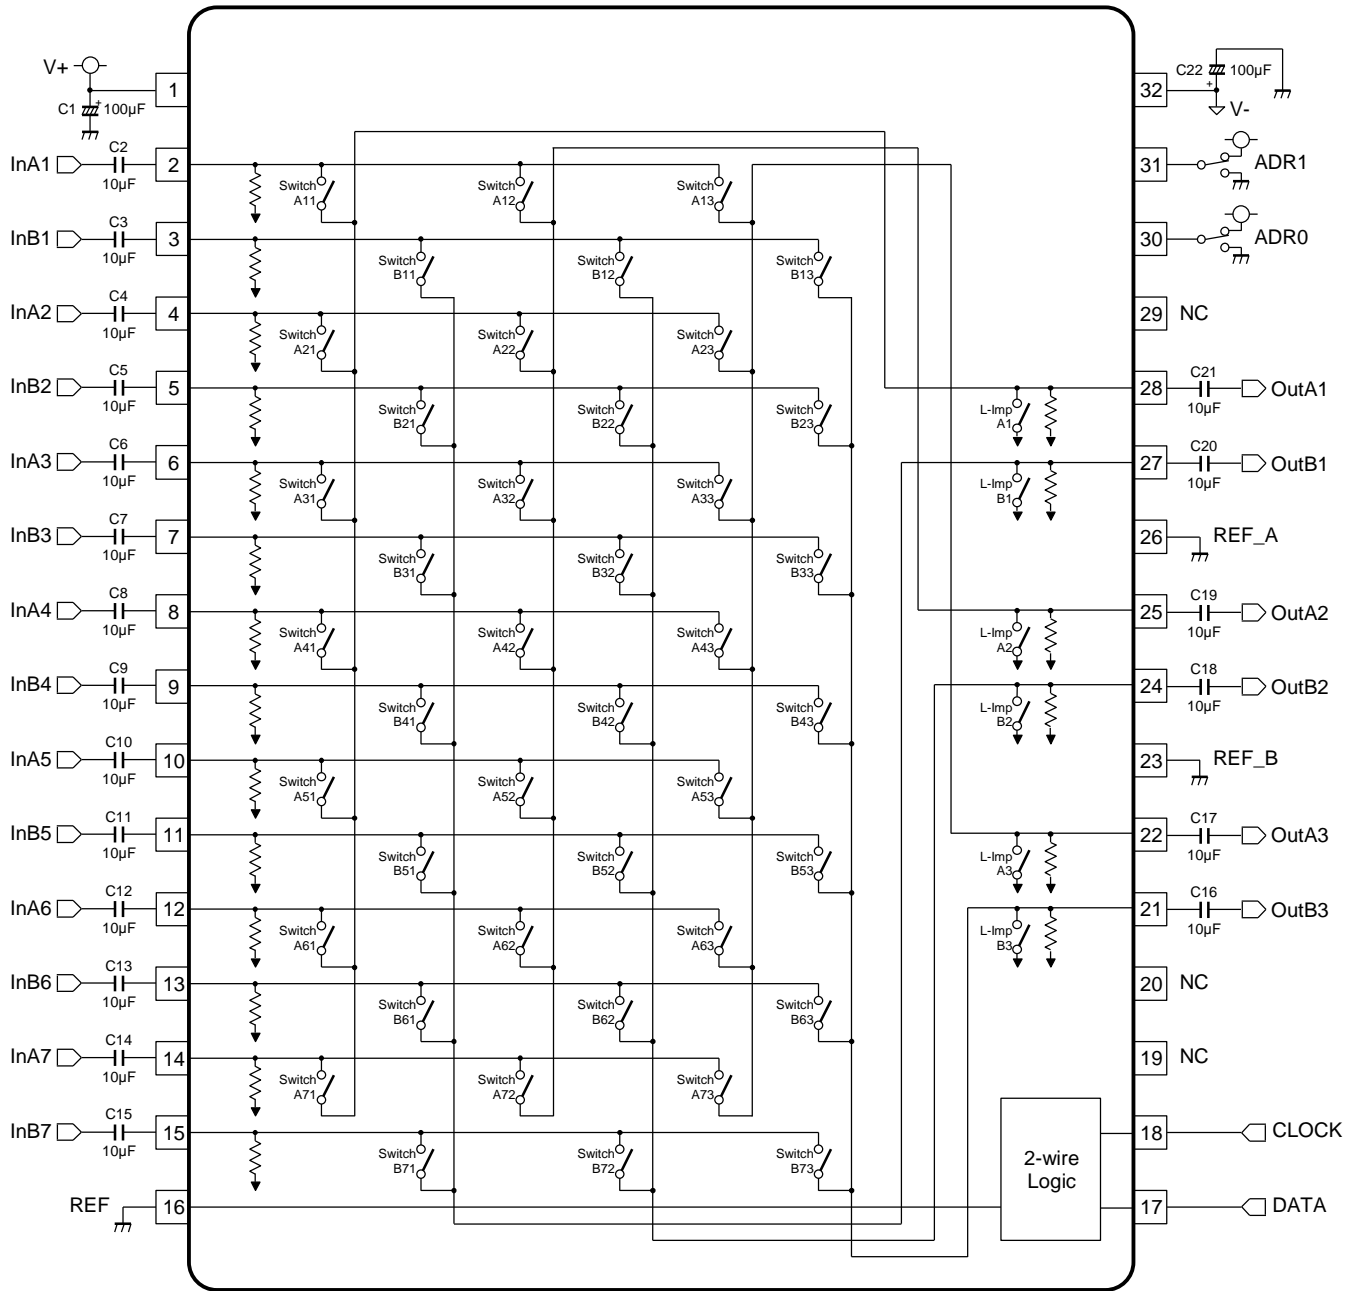 V+
C1
+
100µF
1
32
C22
100µF
+
V-
InA1
C2
10µF
2
Switch
A11
Switch
A12
Switch
A13
31
ADR1
InB1
C3
10µF
3
Switch
B11
Switch
B12
Switch
B13
30
ADR0
InA2
C4
10µF
4
Switch
A21
Switch
A22
Switch
A23
29
NC
InB2
C5
10µF
5
Switch
B21
Switch
B22
Switch
B23
L-Imp
A1
28
C21
10µF
OutA1
InA3
C6
10µF
6
Switch
A31
Switch
A32
Switch
A33
L-Imp
B1
27
C20
10µF
OutB1
InB3
C7
10µF
7
Switch
B31
Switch
B32
Switch
B33
26
REF_A
InA4
C8
10µF
8
Switch
A41
Switch
A42
Switch
A43
L-Imp
A2
25
C19
10µF
OutA2
InB4
C9
10µF
9
Switch
B41
Switch
B42
Switch
B43
L-Imp
B2
24
C18
10µF
OutB2
InA5
C10
10µF
10
Switch
A51
Switch
A52
Switch
A53
23
REF_B
InB5
C11
10µF
11
Switch
B51
Switch
B52
Switch
B53
L-Imp
A3
22
C17
10µF
OutA3
InA6
C12
10µF
12
Switch
A61
Switch
A62
Switch
A63
L-Imp
B3
21
C16
10µF
OutB3
InB6
C13
10µF
13
Switch
B61
Switch
B62
Switch
B63
20
NC
InA7
C14
10µF
14
Switch
A71
Switch
A72
Switch
A73
19
NC
InB7
C15
10µF
15
Switch
B71
Switch
B72
Switch
B73
2-wire
Logic
18
CLOCK
REF
16
17
DATA